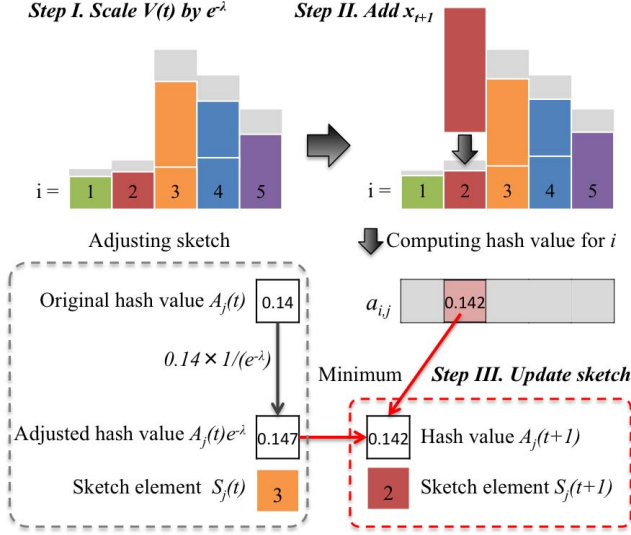 Step I. Scale V(t) by e^-λ
Step II. Add x_t+1
i = 1 2 3 4 5
i = 1 2 3 4 5
Adjusting sketch
Computing hash value for i
Original hash value A_j(t) 0.14
a_i,j 0.142
0.14 × 1/(e^-λ)
Minimum
Step III. Update sketch
Adjusted hash value A_j(t)e^-λ 0.147
0.142 Hash value A_j(t+1)
Sketch element S_j(t) 3
2 Sketch element S_j(t+1)